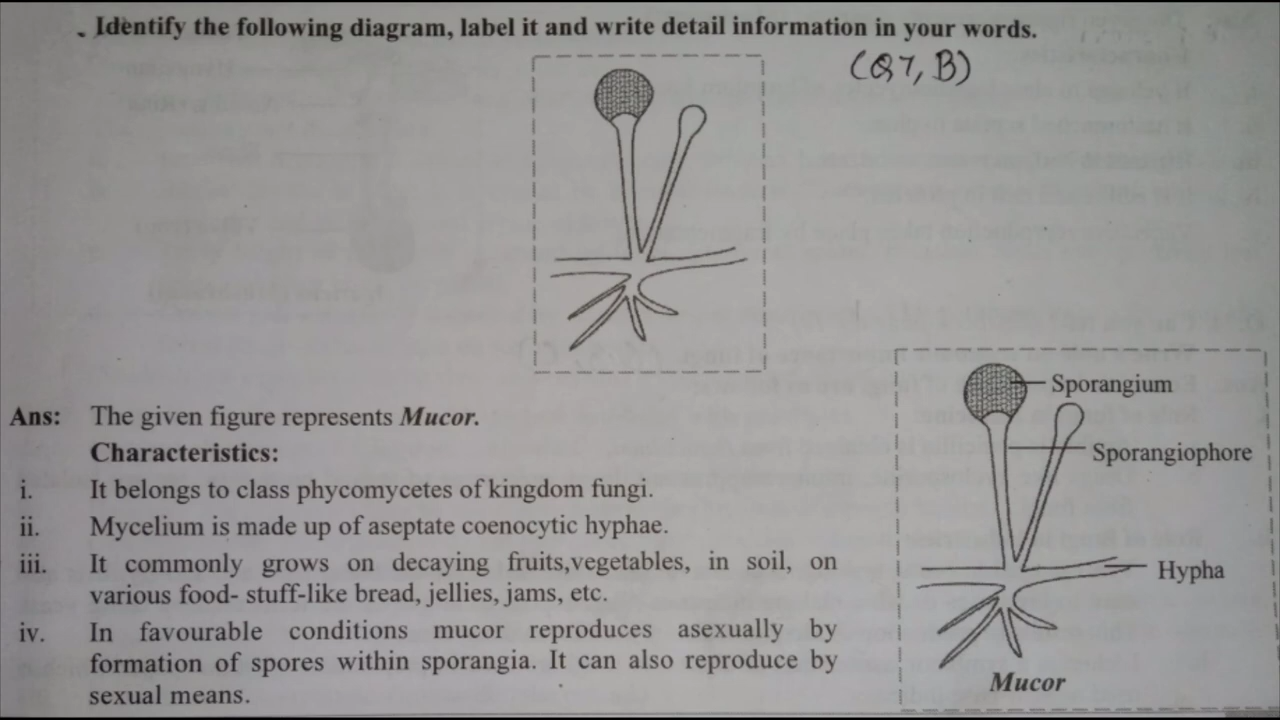 Identify the following diagram, label it and write detail information in your words.
(Q7, B)
Ans: The given figure represents Mucor.
Characteristics:
i. It belongs to class phycomycetes of kingdom fungi.
ii. Mycelium is made up of aseptate coenocytic hyphae.
iii. It commonly grows on decaying fruits,vegetables, in soil, on
various food- stuff-like bread, jellies, jams, etc.
iv. In favourable conditions mucor reproduces asexually by
formation of spores within sporangia. It can also reproduce by
sexual means.
Sporangium
Sporangiophore
Hypha
Mucor